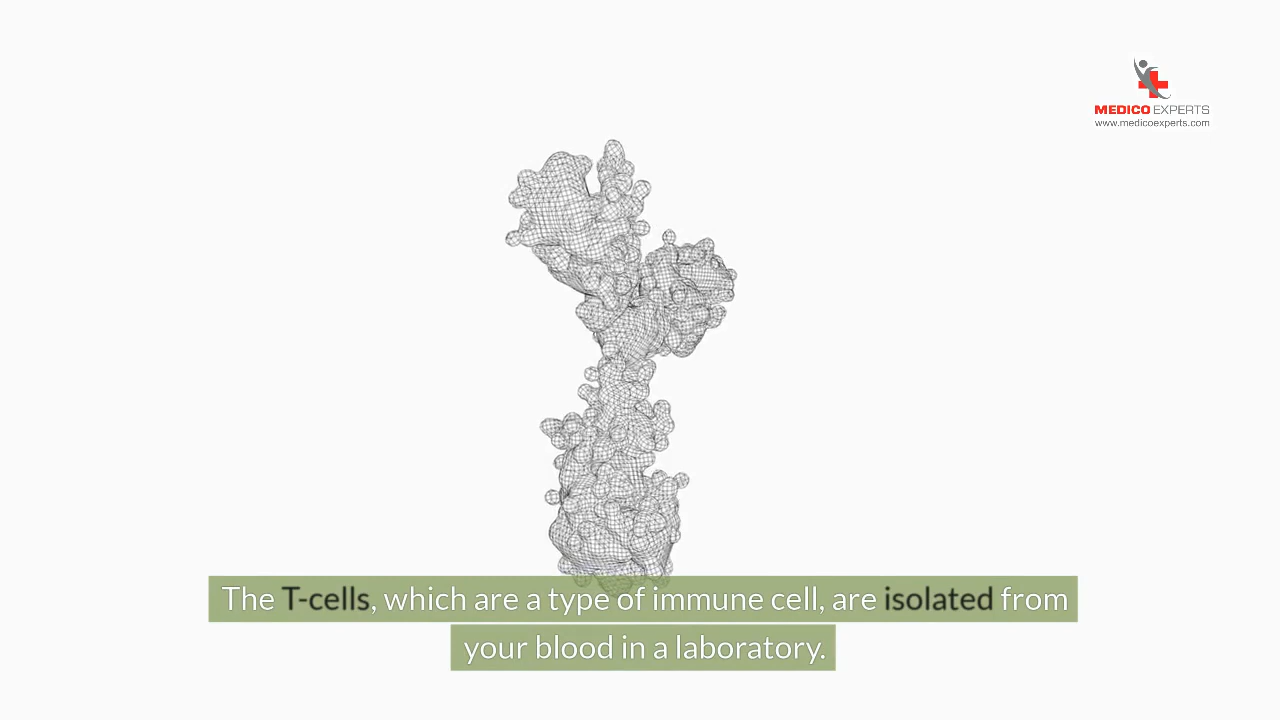 MEDICO EXPERTS
www.medicoexperts.com
The T-cells, which are a type of immune cell, are isolated from
your blood in a laboratory.